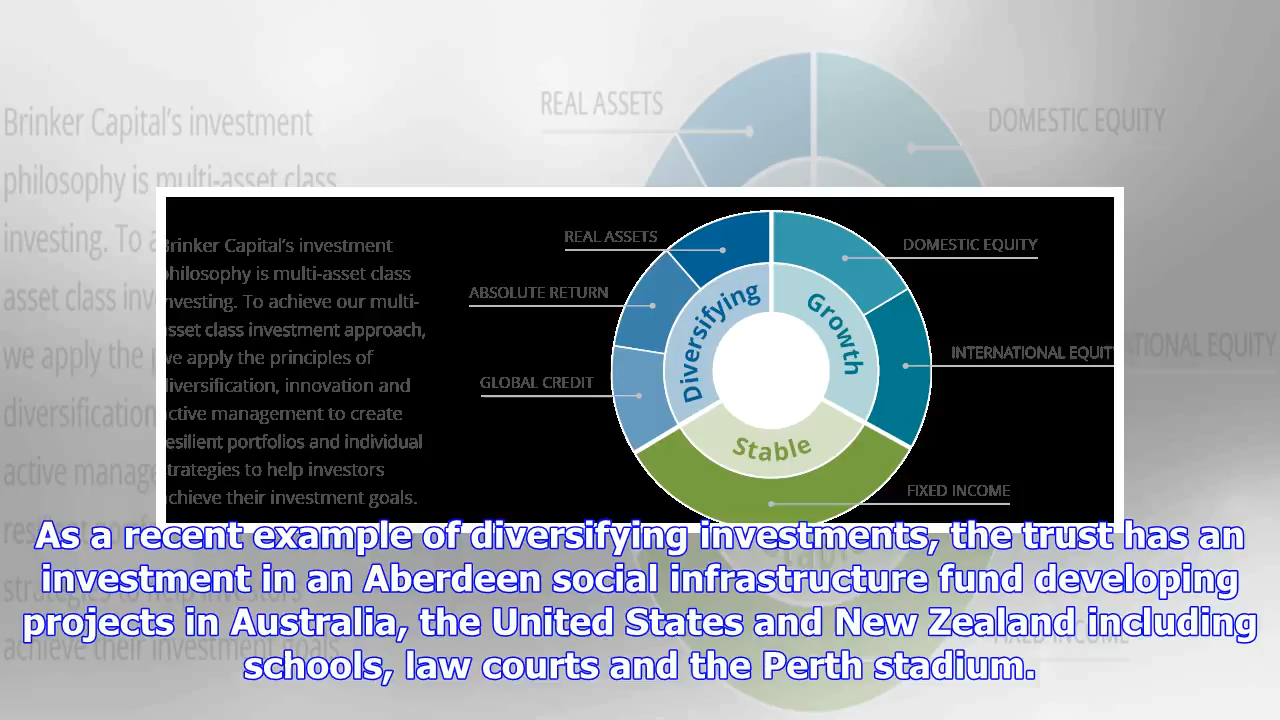 Brinker Capital's investment
philosophy is multi-asset class
investing. To achieve our multi-
asset class investment approach,
we apply the principles of
diversification, innovation and
active management to create
resilient portfolios and individual
strategies to help investors
achieve their investment goals.
REAL ASSETS
ABSOLUTE RETURN
GLOBAL CREDIT
DOMESTIC EQUITY
INTERNATIONAL EQUITY
FIXED INCOME
Diversifying
Growth
Stable
As a recent example of diversifying investments, the trust has an
investment in an Aberdeen social infrastructure fund developing
projects in Australia, the United States and New Zealand including
schools, law courts and the Perth stadium.